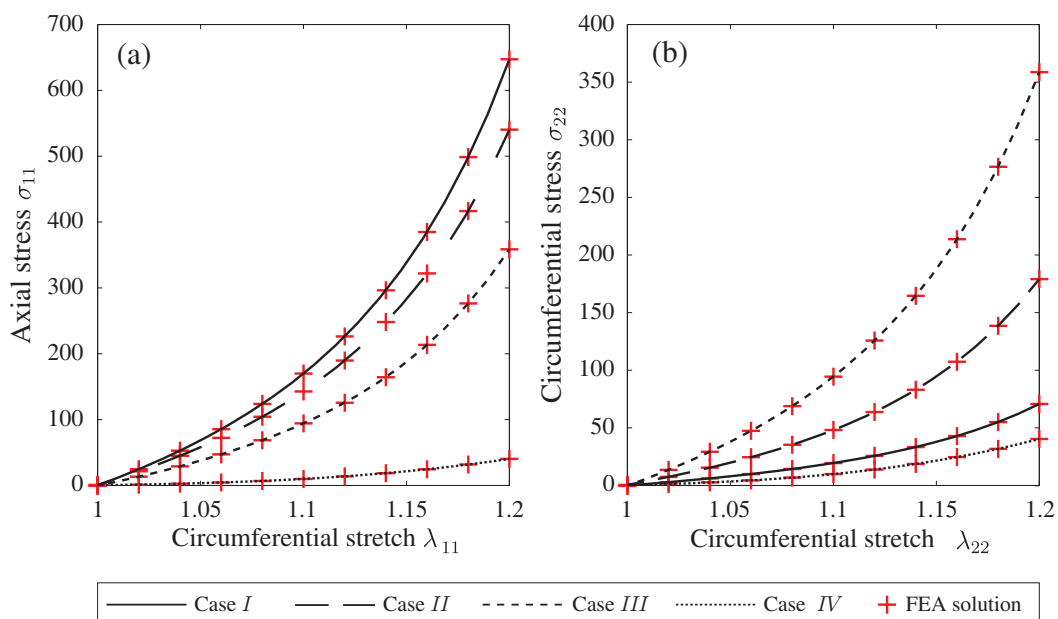 (a)
Axial stress σ11
700
600
500
400
300
200
100
0
1 1.05 1.1 1.15 1.2
Circumferential stretch λ11
(b)
Circumferential stress σ22
400
350
300
250
200
150
100
50
0
1 1.05 1.1 1.15 1.2
Circumferential stretch λ22
Case I Case II Case III Case IV FEA solution